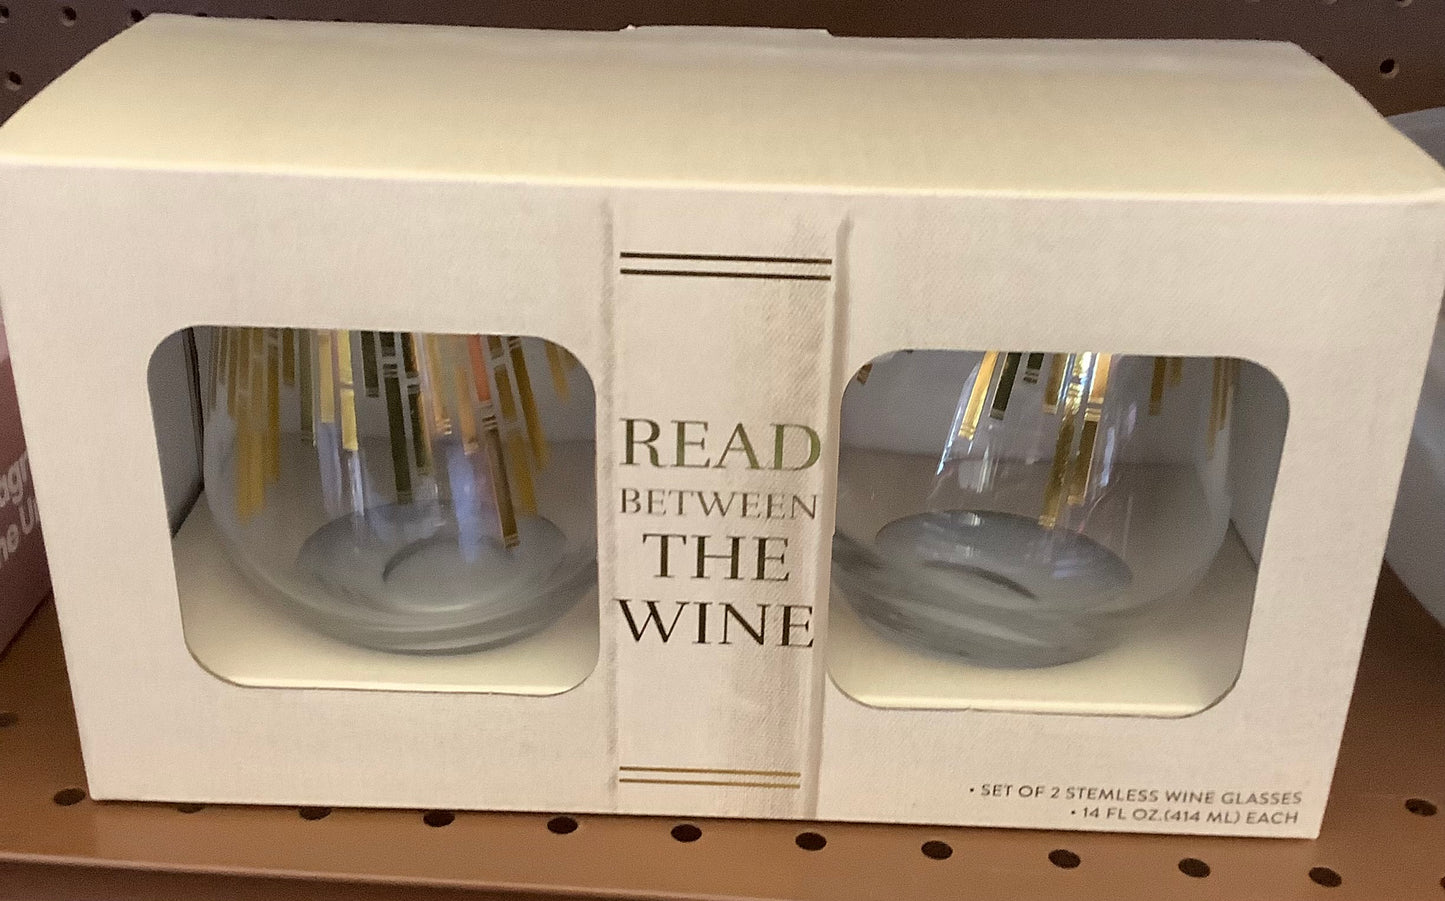 READ
BETWEEN
THE
WINE
• SET OF 2 STEMLESS WINE GLASSES
• 14 FL OZ.(414 ML) EACH